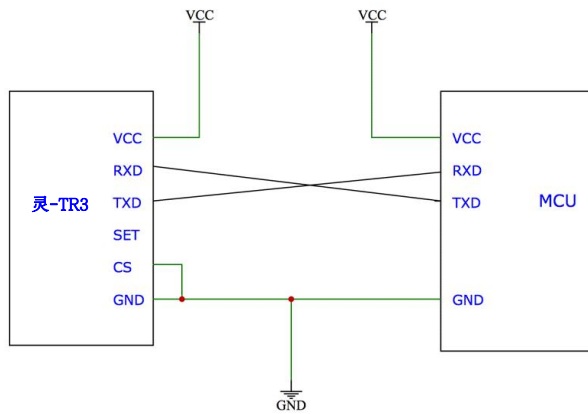 VCC
VCC
VCC
RXD
TXD
SET
CS
GND
灵-TR3
VCC
RXD
TXD
GND
MCU
GND